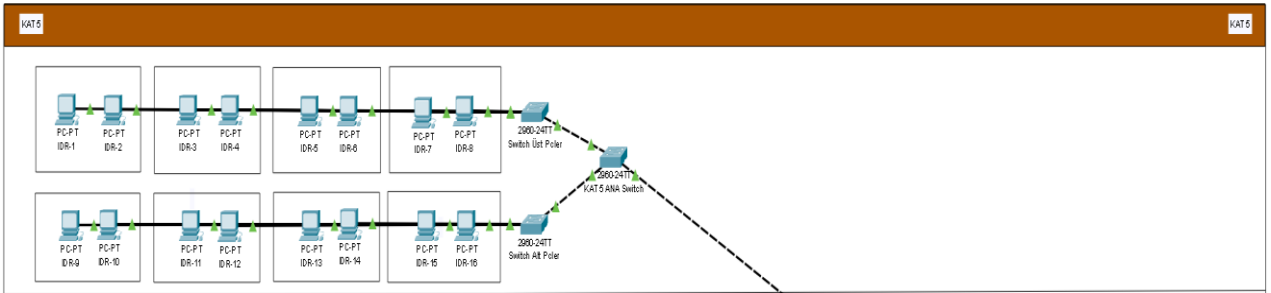 KAT 5
KAT 5
PC-PT
IDR-1
PC-PT
IDR-2
PC-PT
IDR-3
PC-PT
IDR-4
PC-PT
IDR-5
PC-PT
IDR-6
PC-PT
IDR-7
PC-PT
IDR-8
2960-24TT
Switch Üst Pcler
2960-24TT
KAT 5 ANA Switch
PC-PT
IDR-9
PC-PT
IDR-10
PC-PT
IDR-11
PC-PT
IDR-12
PC-PT
IDR-13
PC-PT
IDR-14
PC-PT
IDR-15
PC-PT
IDR-16
2960-24TT
Switch Alt Pcler